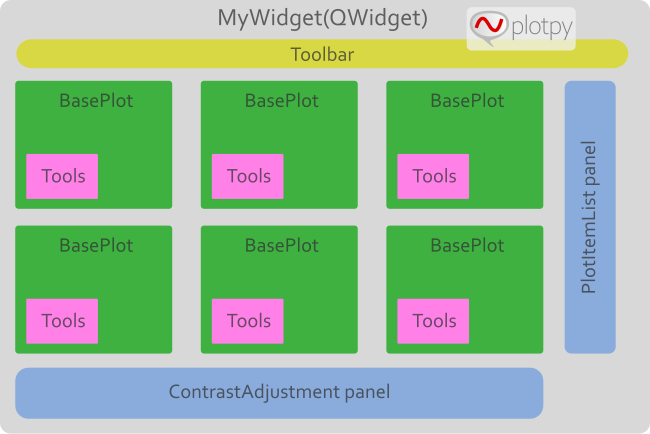 MyWidget(QWidget)
plotpy
Toolbar
BasePlot
BasePlot
BasePlot
Tools
Tools
Tools
BasePlot
BasePlot
BasePlot
Tools
Tools
Tools
PlotItemList panel
ContrastAdjustment panel